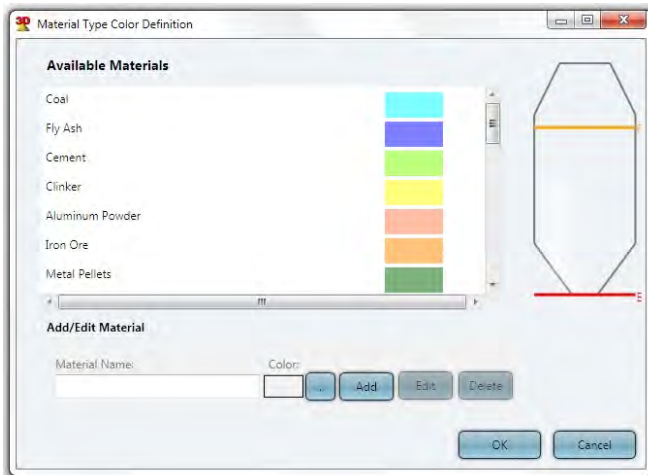 3D
Material Type Color Definition
Available Materials
Coal
Fly Ash
Cement
Clinker
Aluminum Powder
Iron Ore
Metal Pellets
Add/Edit Material
Material Name:
Color:
... Add Edit Delete
OK Cancel
F
E